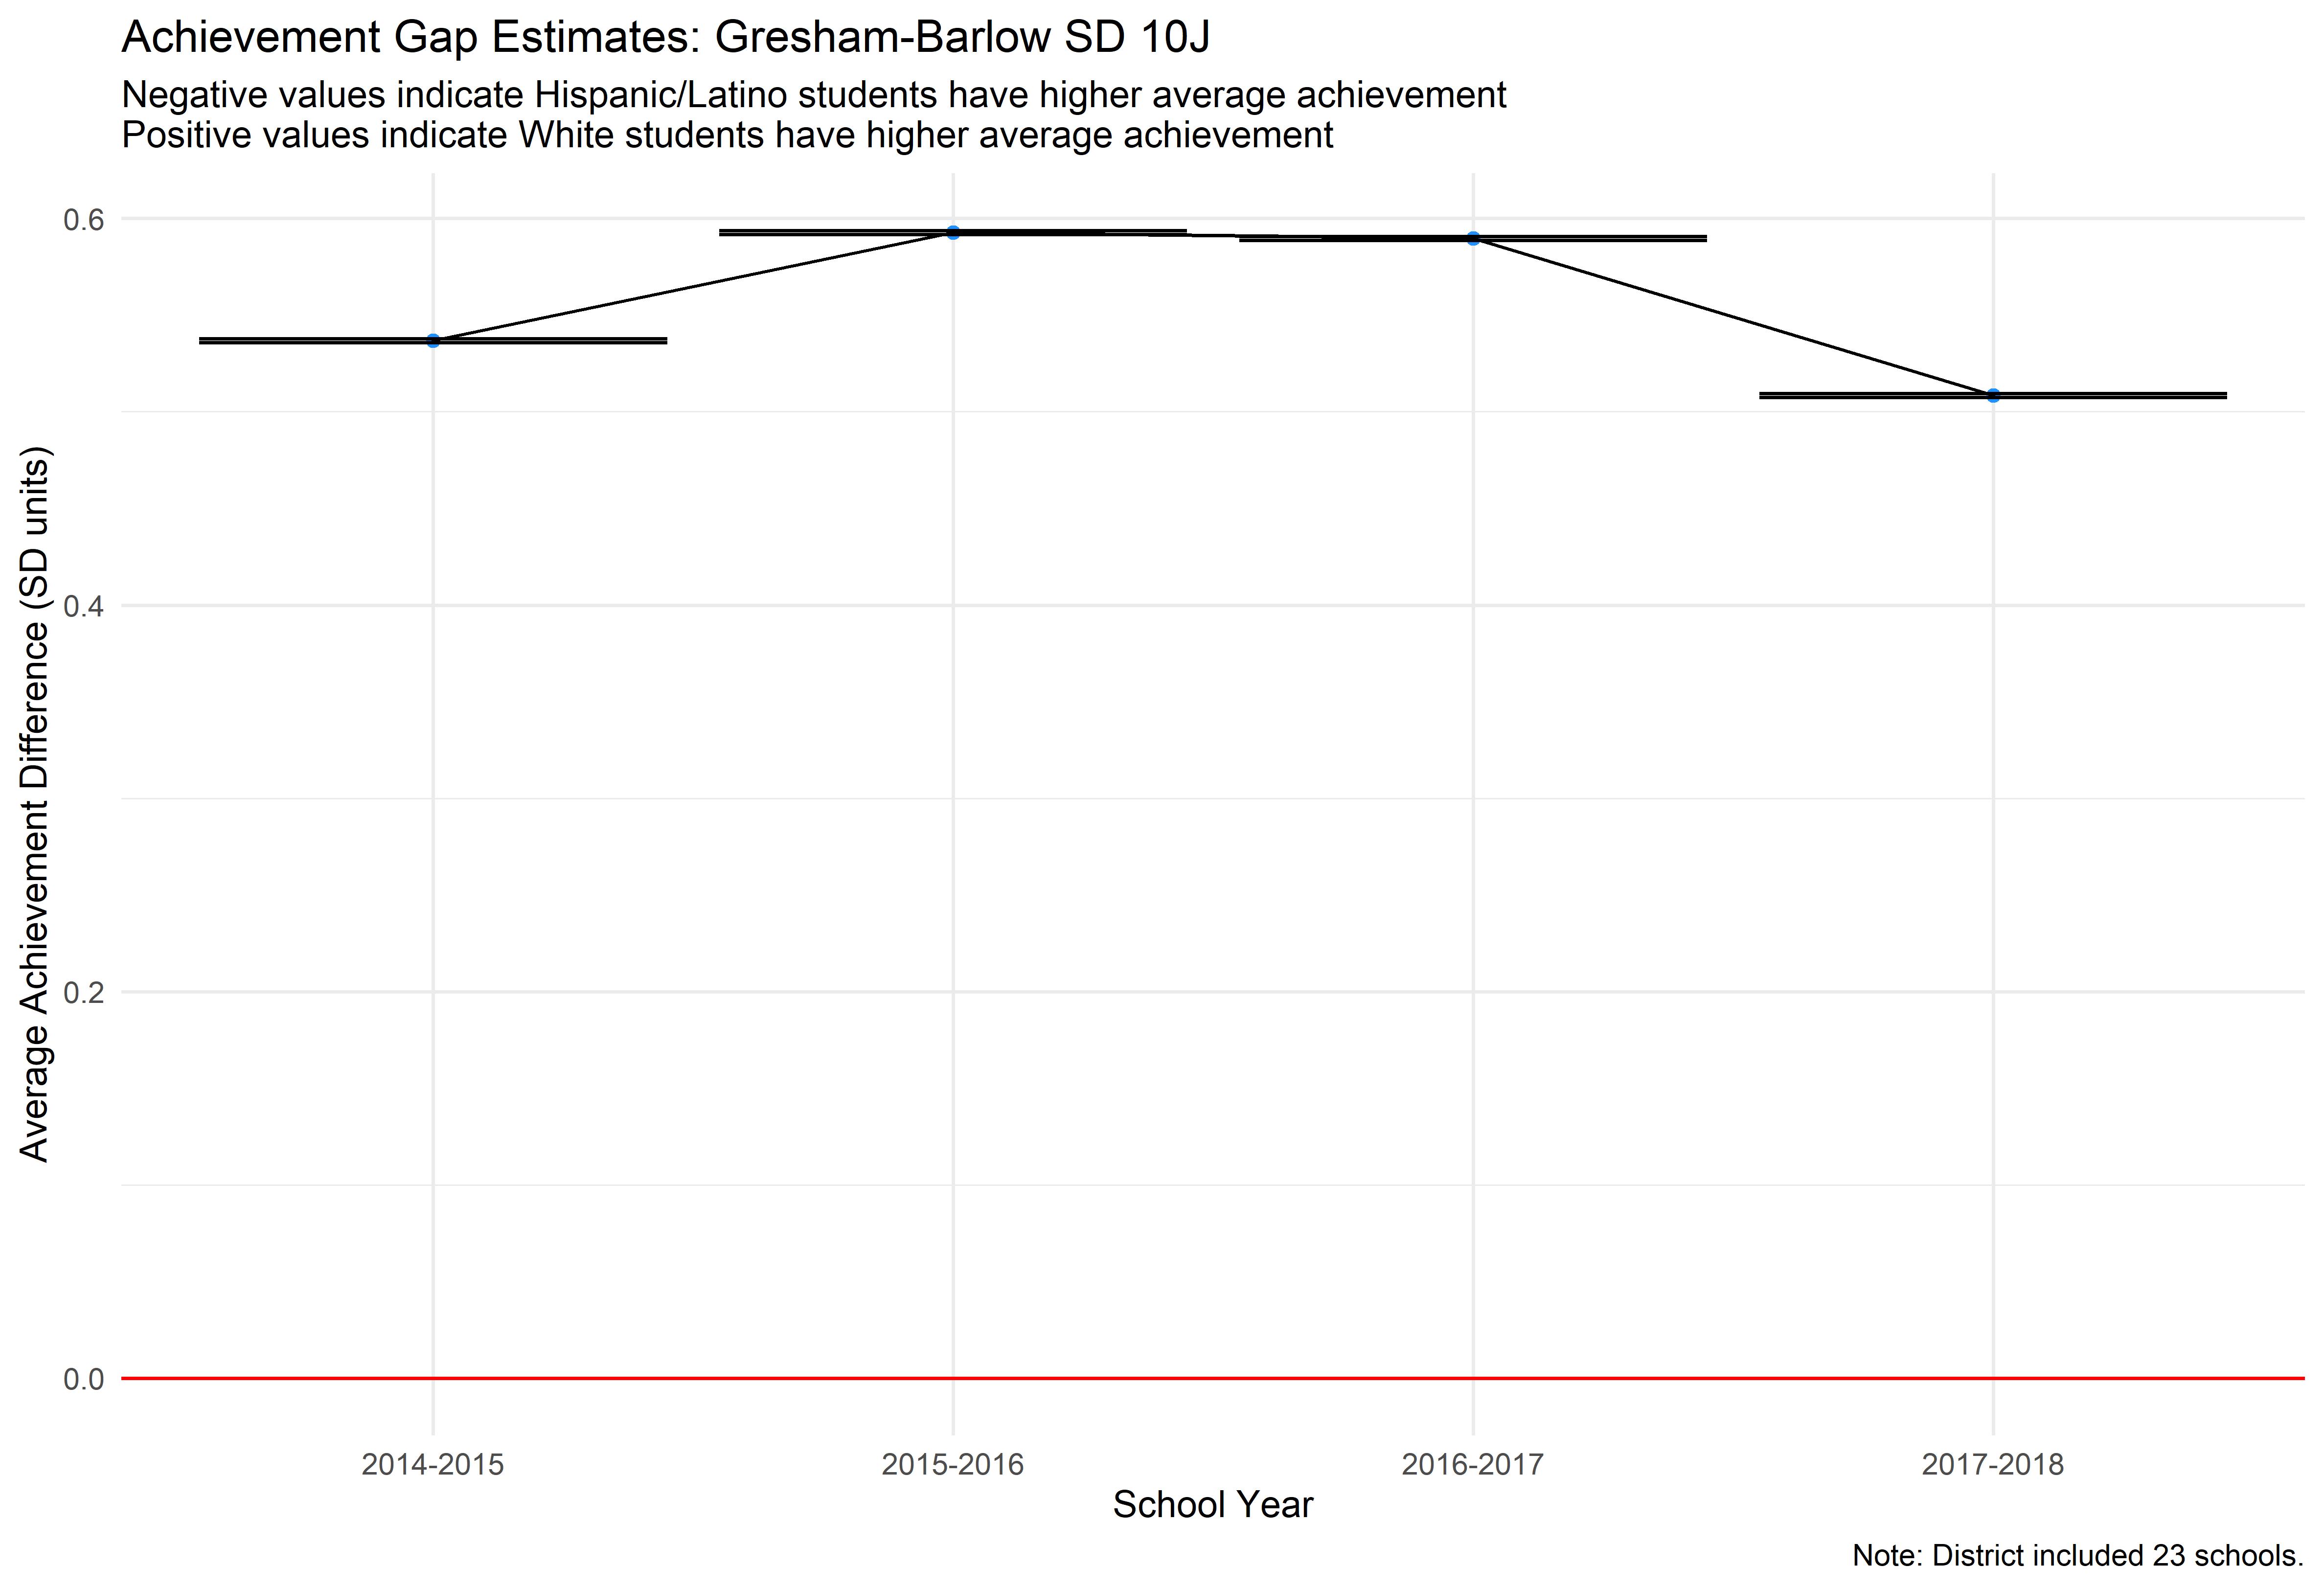 Achievement Gap Estimates: Gresham-Barlow SD 10J
Negative values indicate Hispanic/Latino students have higher average achievement
Positive values indicate White students have higher average achievement
Average Achievement Difference (SD units)
0.6
0.4
0.2
0.0
2014-2015 2015-2016 2016-2017 2017-2018
School Year
Note: District included 23 schools.